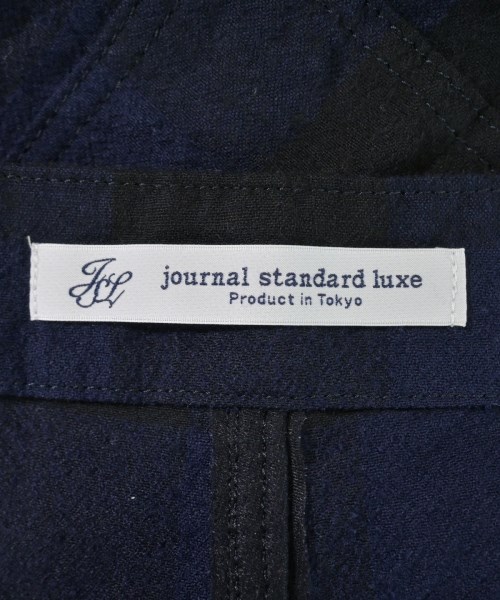 JSL
journal standard luxe
Product in Tokyo